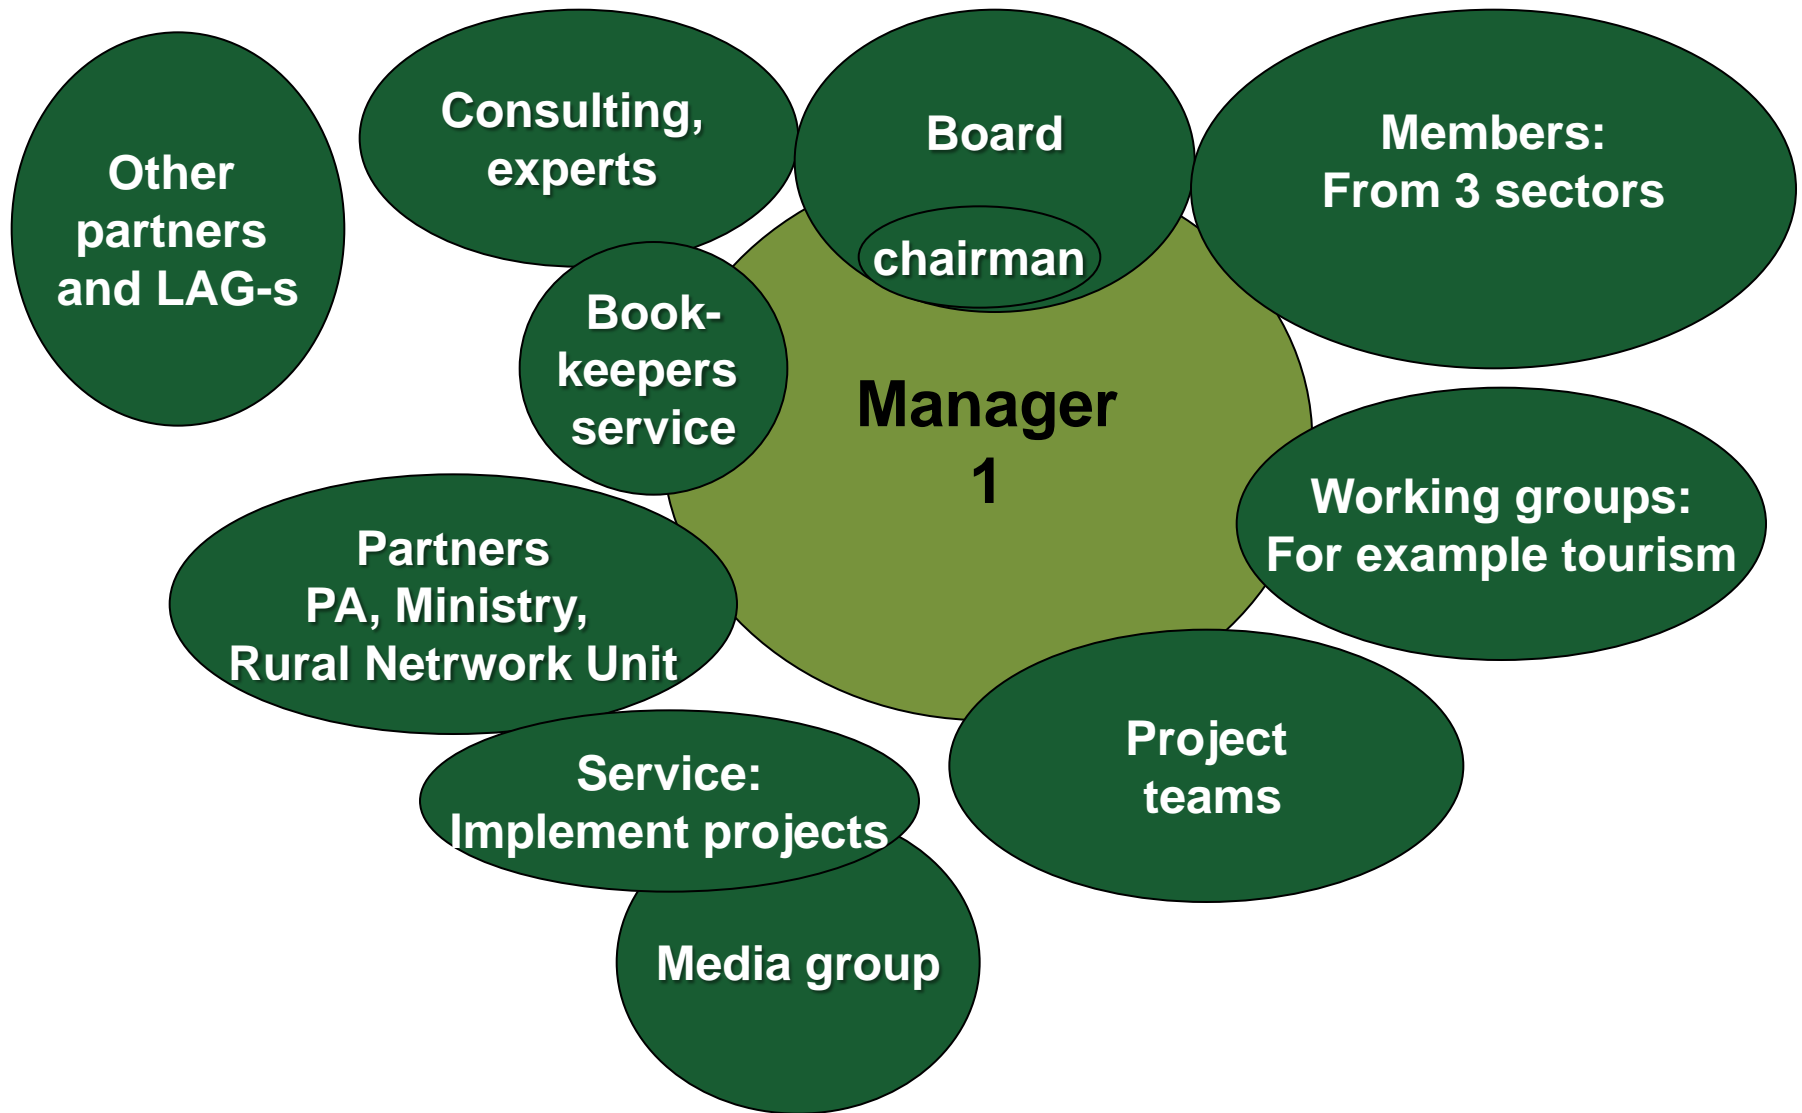 Other
partners
and LAG-s
Consulting,
experts
Board
chairman
Members:
From 3 sectors
Book-
keepers
service
Manager
1
Working groups:
For example tourism
Partners
PA, Ministry,
Rural Netrwork Unit
Project
teams
Service:
Implement projects
Media group